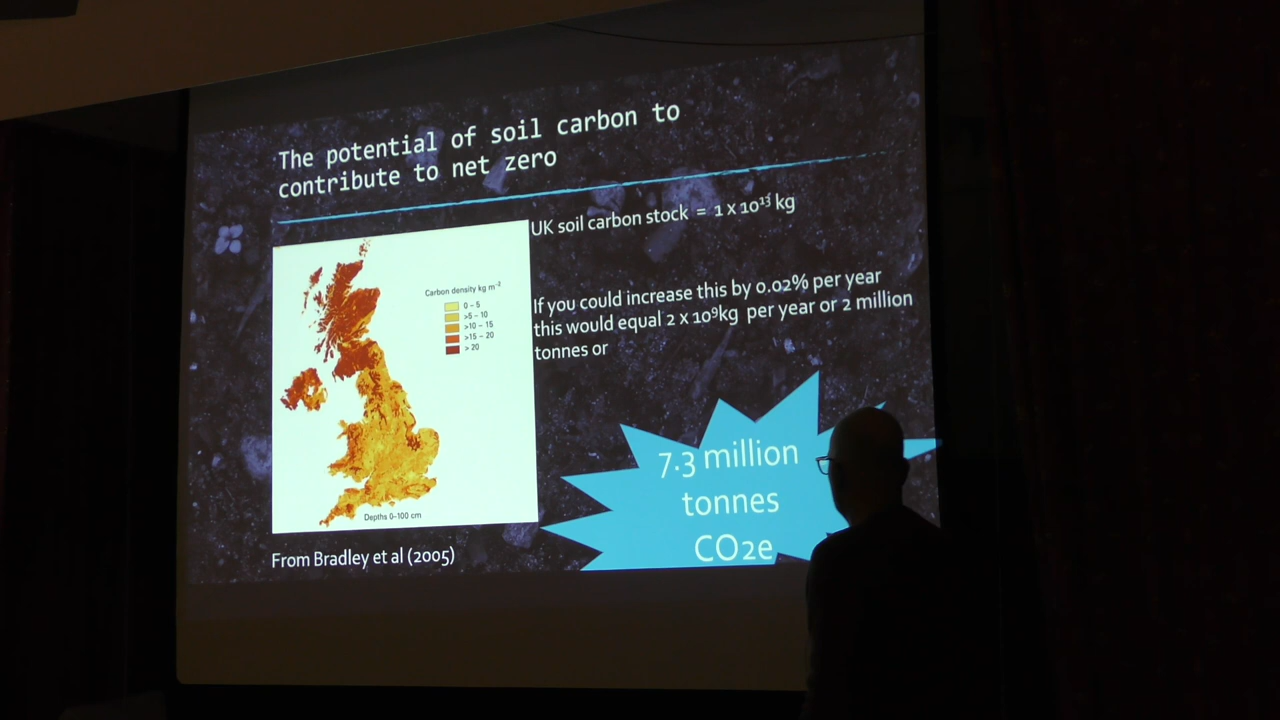 The potential of soil carbon to
contribute to net zero
UK soil carbon stock = 1 x 10¹³ kg
Carbon density kg m⁻²
0 – 5
>5 – 10
>10 – 15
>15 – 20
> 20
If you could increase this by 0.02% per year
this would equal 2 x 10⁹kg per year or 2 million
tonnes or
7.3 million
tonnes
CO2e
Depths 0–100 cm
From Bradley et al (2005)